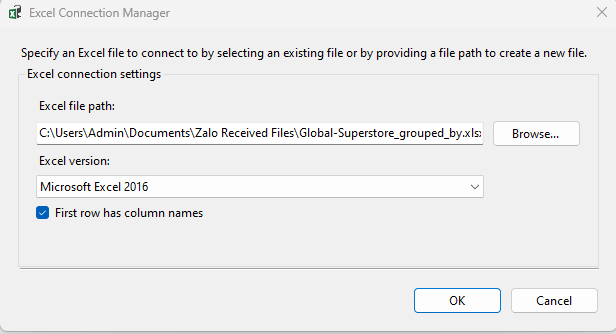 Excel Connection Manager
Specify an Excel file to connect to by selecting an existing file or by providing a file path to create a new file.
Excel connection settings
Excel file path:
C:\Users\Admin\Documents\Zalo Received Files\Global-Superstore_grouped_by.xlsx
Browse...
Excel version:
Microsoft Excel 2016
First row has column names
OK
Cancel